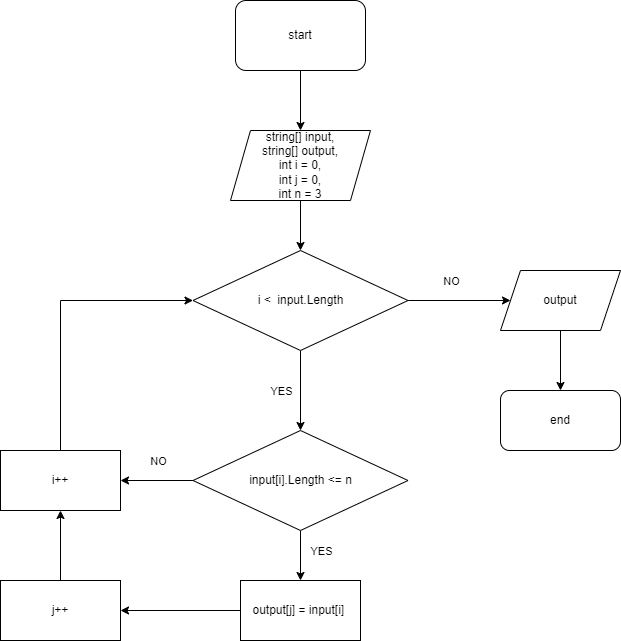 start
string[] input,
string[] output,
int i = 0,
int j = 0,
int n = 3
i <  input.Length
NO
output
YES
end
NO
i++
input[i].Length <= n
YES
j++
output[j] = input[i]